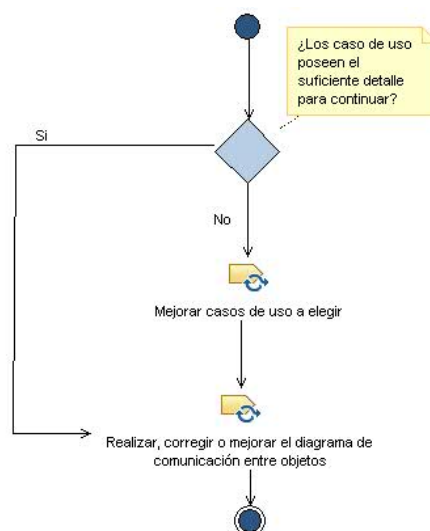 ¿Los caso de uso
poseen el
suficiente detalle
para continuar?
Si
No
Mejorar casos de uso a elegir
Realizar, corregir o mejorar el diagrama de
comunicación entre objetos